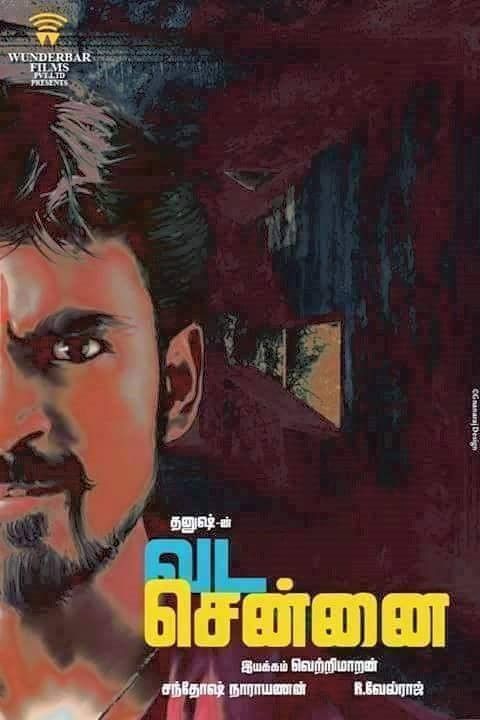 WUNDERBAR
FILMS
PVT.LTD
PRESENTS
தனுஷ்-ன்
வட
சென்னை
இயக்கம் வெற்றிமாறன்
சந்தோஷ் நாராயணன் R.வேல்ராஜ்